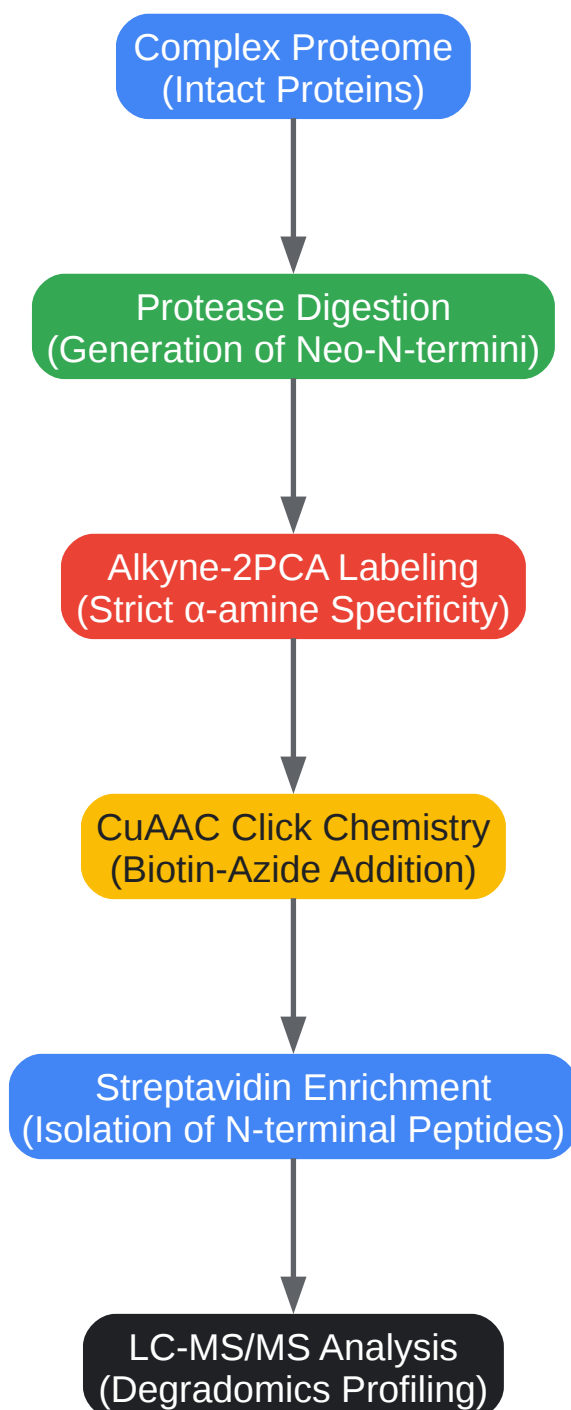 Complex Proteome
(Intact Proteins)
Protease Digestion
(Generation of Neo-N-termini)
Alkyne-2PCA Labeling
(Strict α-amine Specificity)
CuAAC Click Chemistry
(Biotin-Azide Addition)
Streptavidin Enrichment
(Isolation of N-terminal Peptides)
LC-MS/MS Analysis
(Degradomics Profiling)